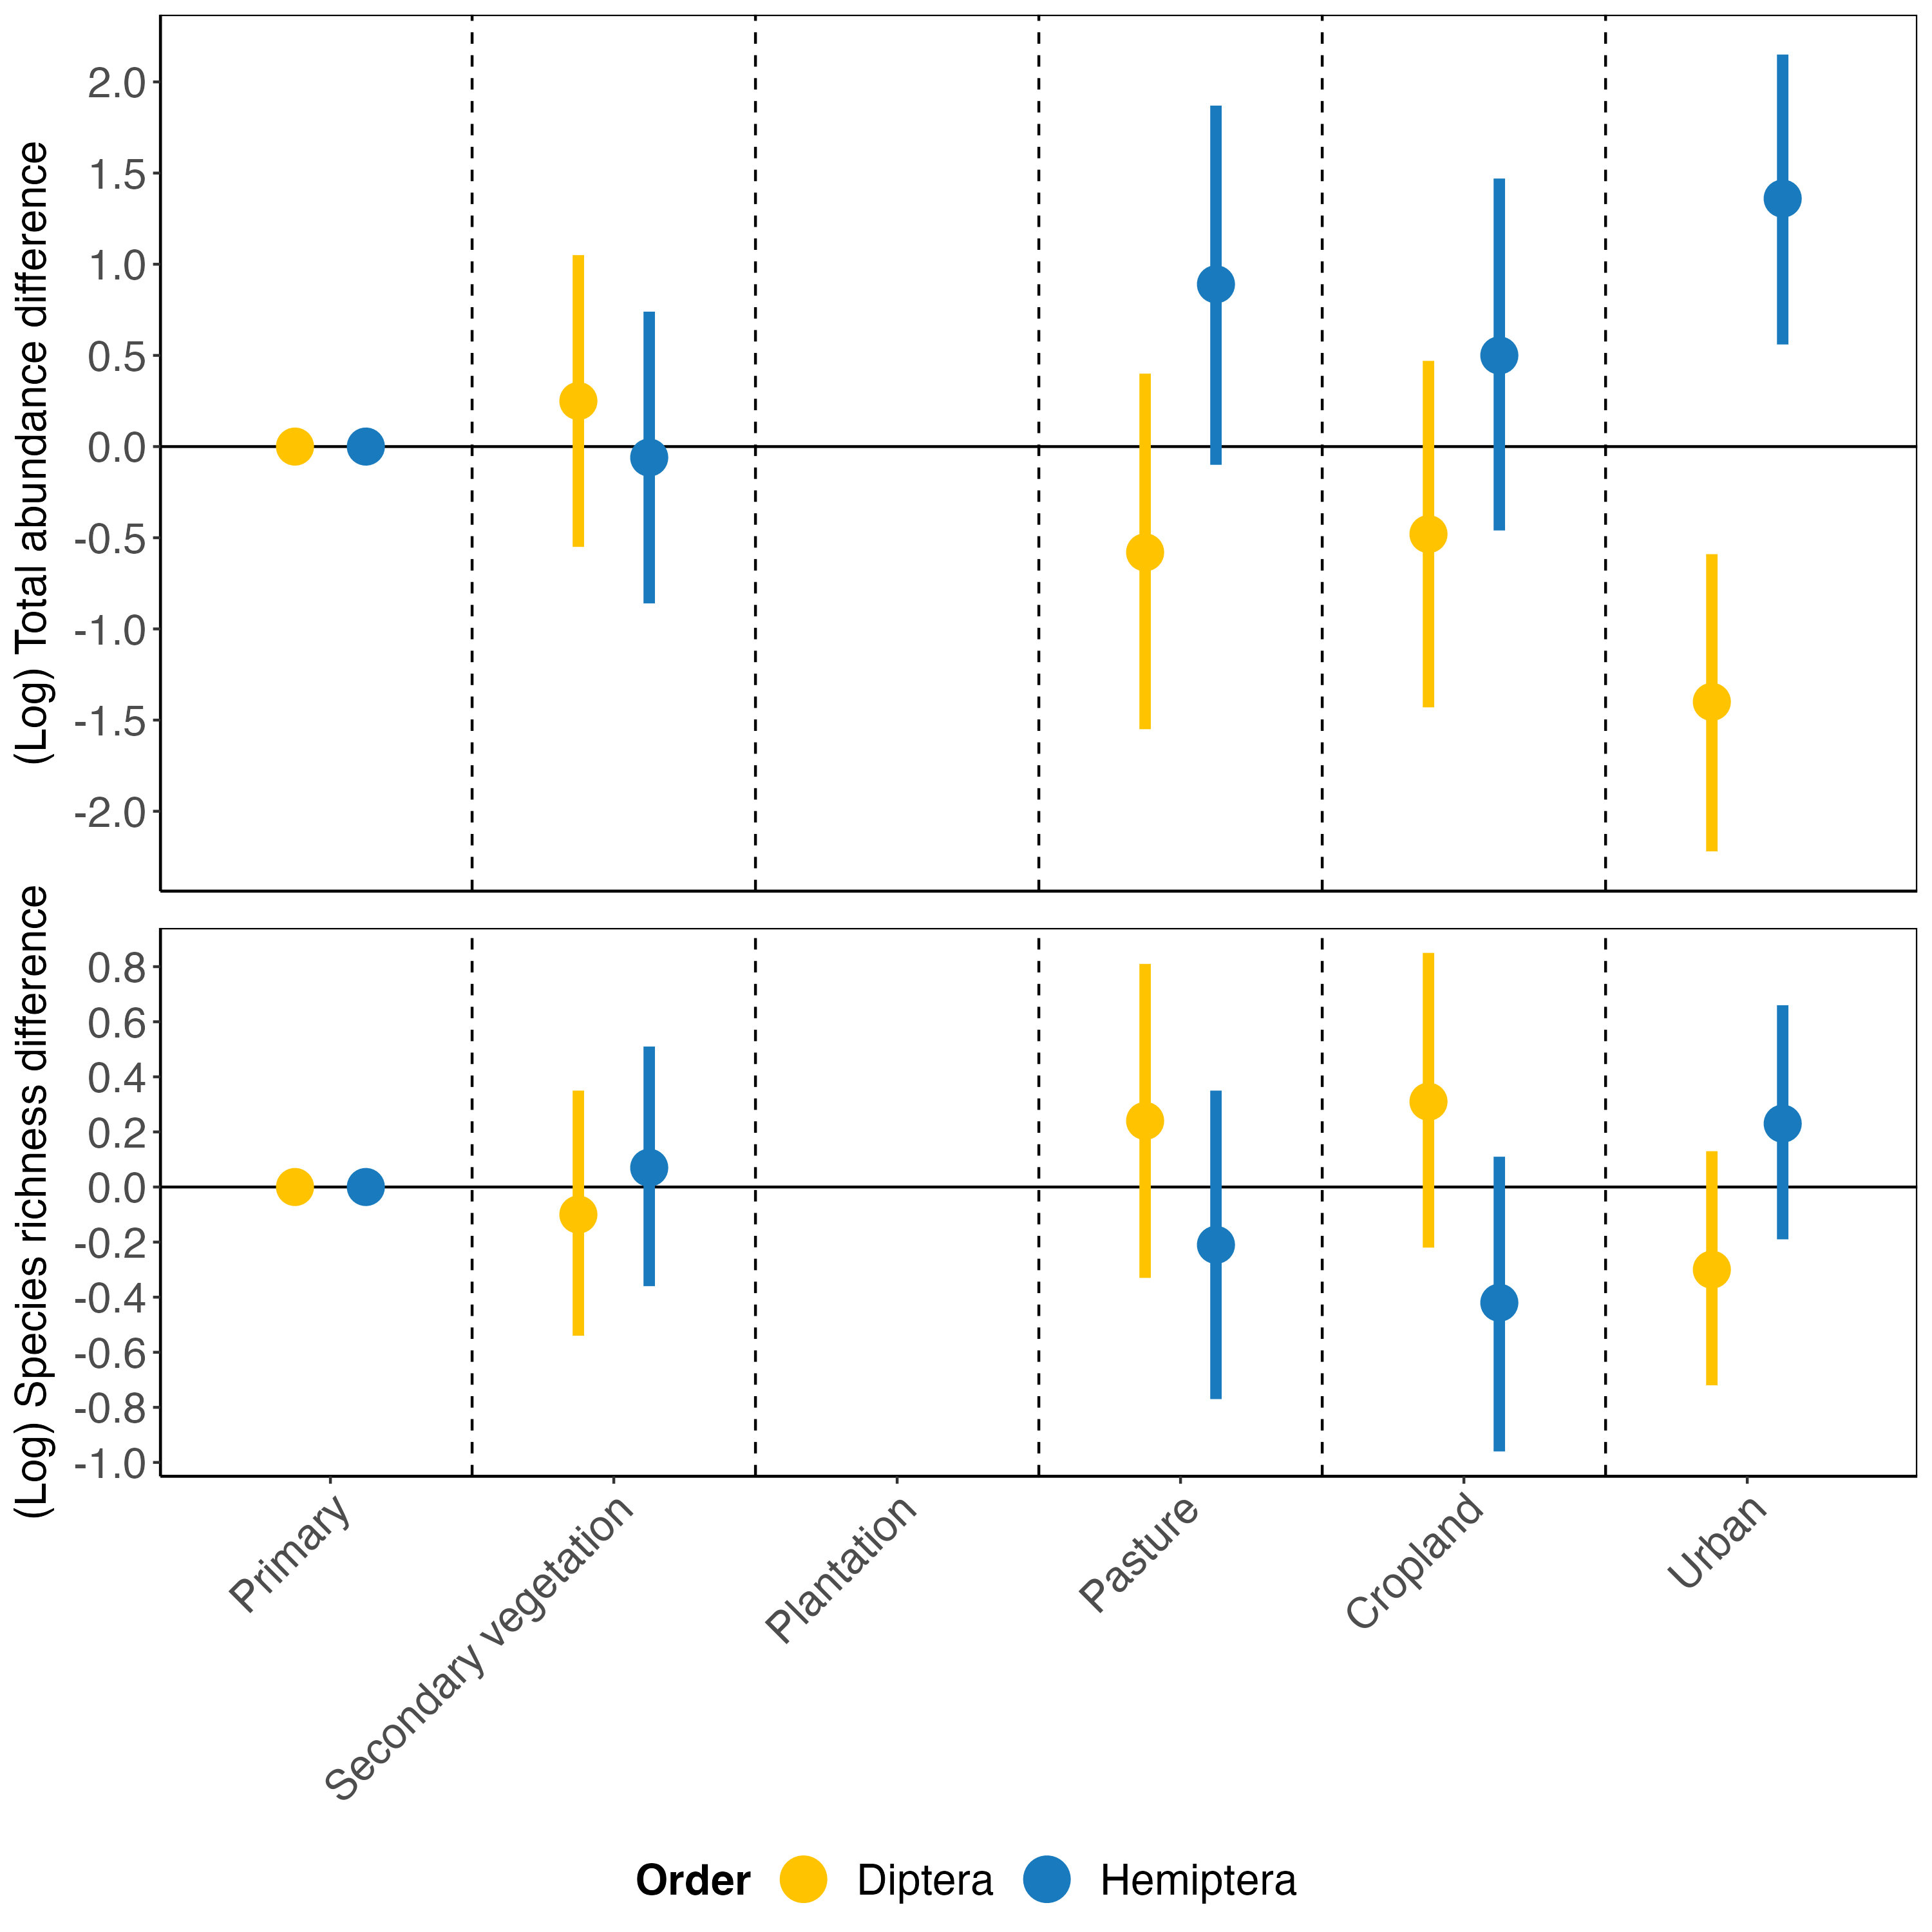 (Log) Total abundance difference
2.0
1.5
1.0
0.5
0.0
-0.5
-1.0
-1.5
-2.0
(Log) Species richness difference
0.8
0.6
0.4
0.2
0.0
-0.2
-0.4
-0.6
-0.8
-1.0
Primary
Secondary vegetation
Plantation
Pasture
Cropland
Urban
Order Diptera Hemiptera